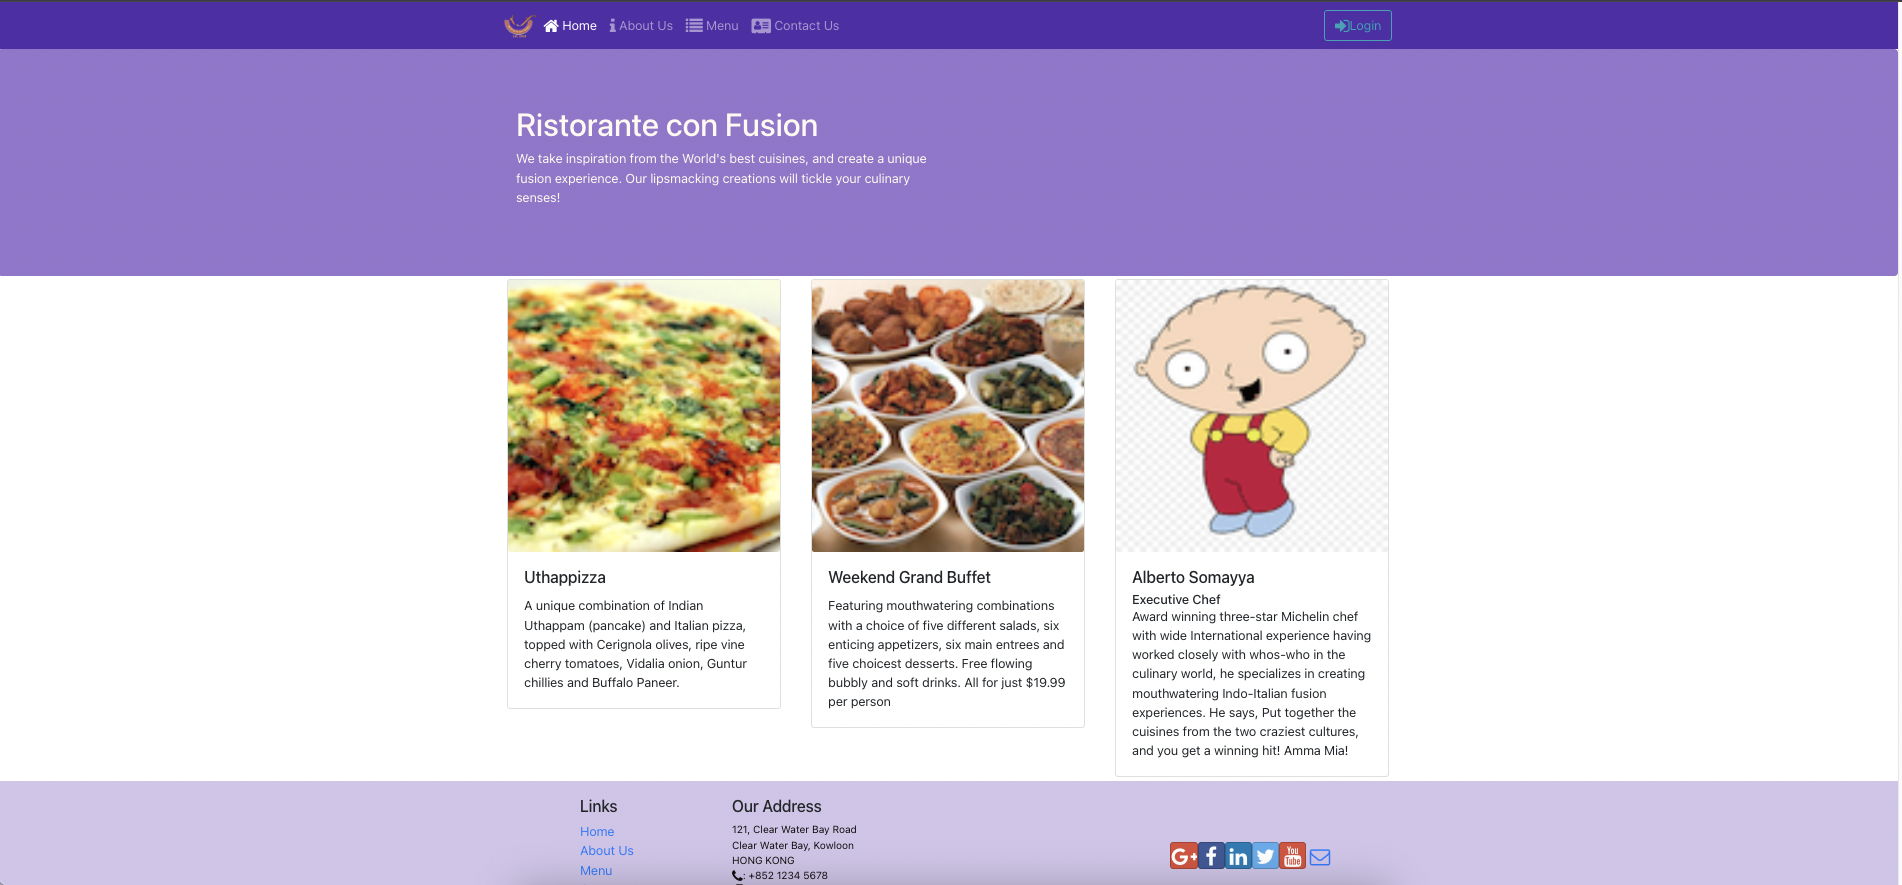 Home
About Us
Menu
Contact Us
Login
Ristorante con Fusion
We take inspiration from the World's best cuisines, and create a unique
fusion experience. Our lipsmacking creations will tickle your culinary
senses!
Uthappizza
A unique combination of Indian
Uthappam (pancake) and Italian pizza,
topped with Cerignola olives, ripe vine
cherry tomatoes, Vidalia onion, Guntur
chillies and Buffalo Paneer.
Weekend Grand Buffet
Featuring mouthwatering combinations
with a choice of five different salads, six
enticing appetizers, six main entrees and
five choicest desserts. Free flowing
bubbly and soft drinks. All for just $19.99
per person
Alberto Somayya
Executive Chef
Award winning three-star Michelin chef
with wide International experience having
worked closely with whos-who in the
culinary world, he specializes in creating
mouthwatering Indo-Italian fusion
experiences. He says, Put together the
cuisines from the two craziest cultures,
and you get a winning hit! Amma Mia!
Links
Home
About Us
Menu
Our Address
121, Clear Water Bay Road
Clear Water Bay, Kowloon
HONG KONG
: +852 1234 5678
G+
f
in
You
Tube